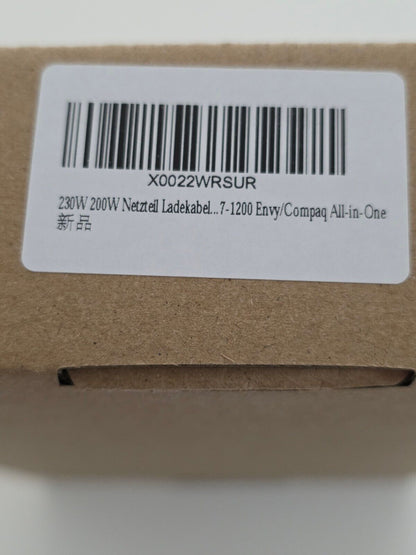 X0022WRSUR
230W 200W Netzteil Ladekabel...7-1200 Envy/Compaq All-in-One
新品